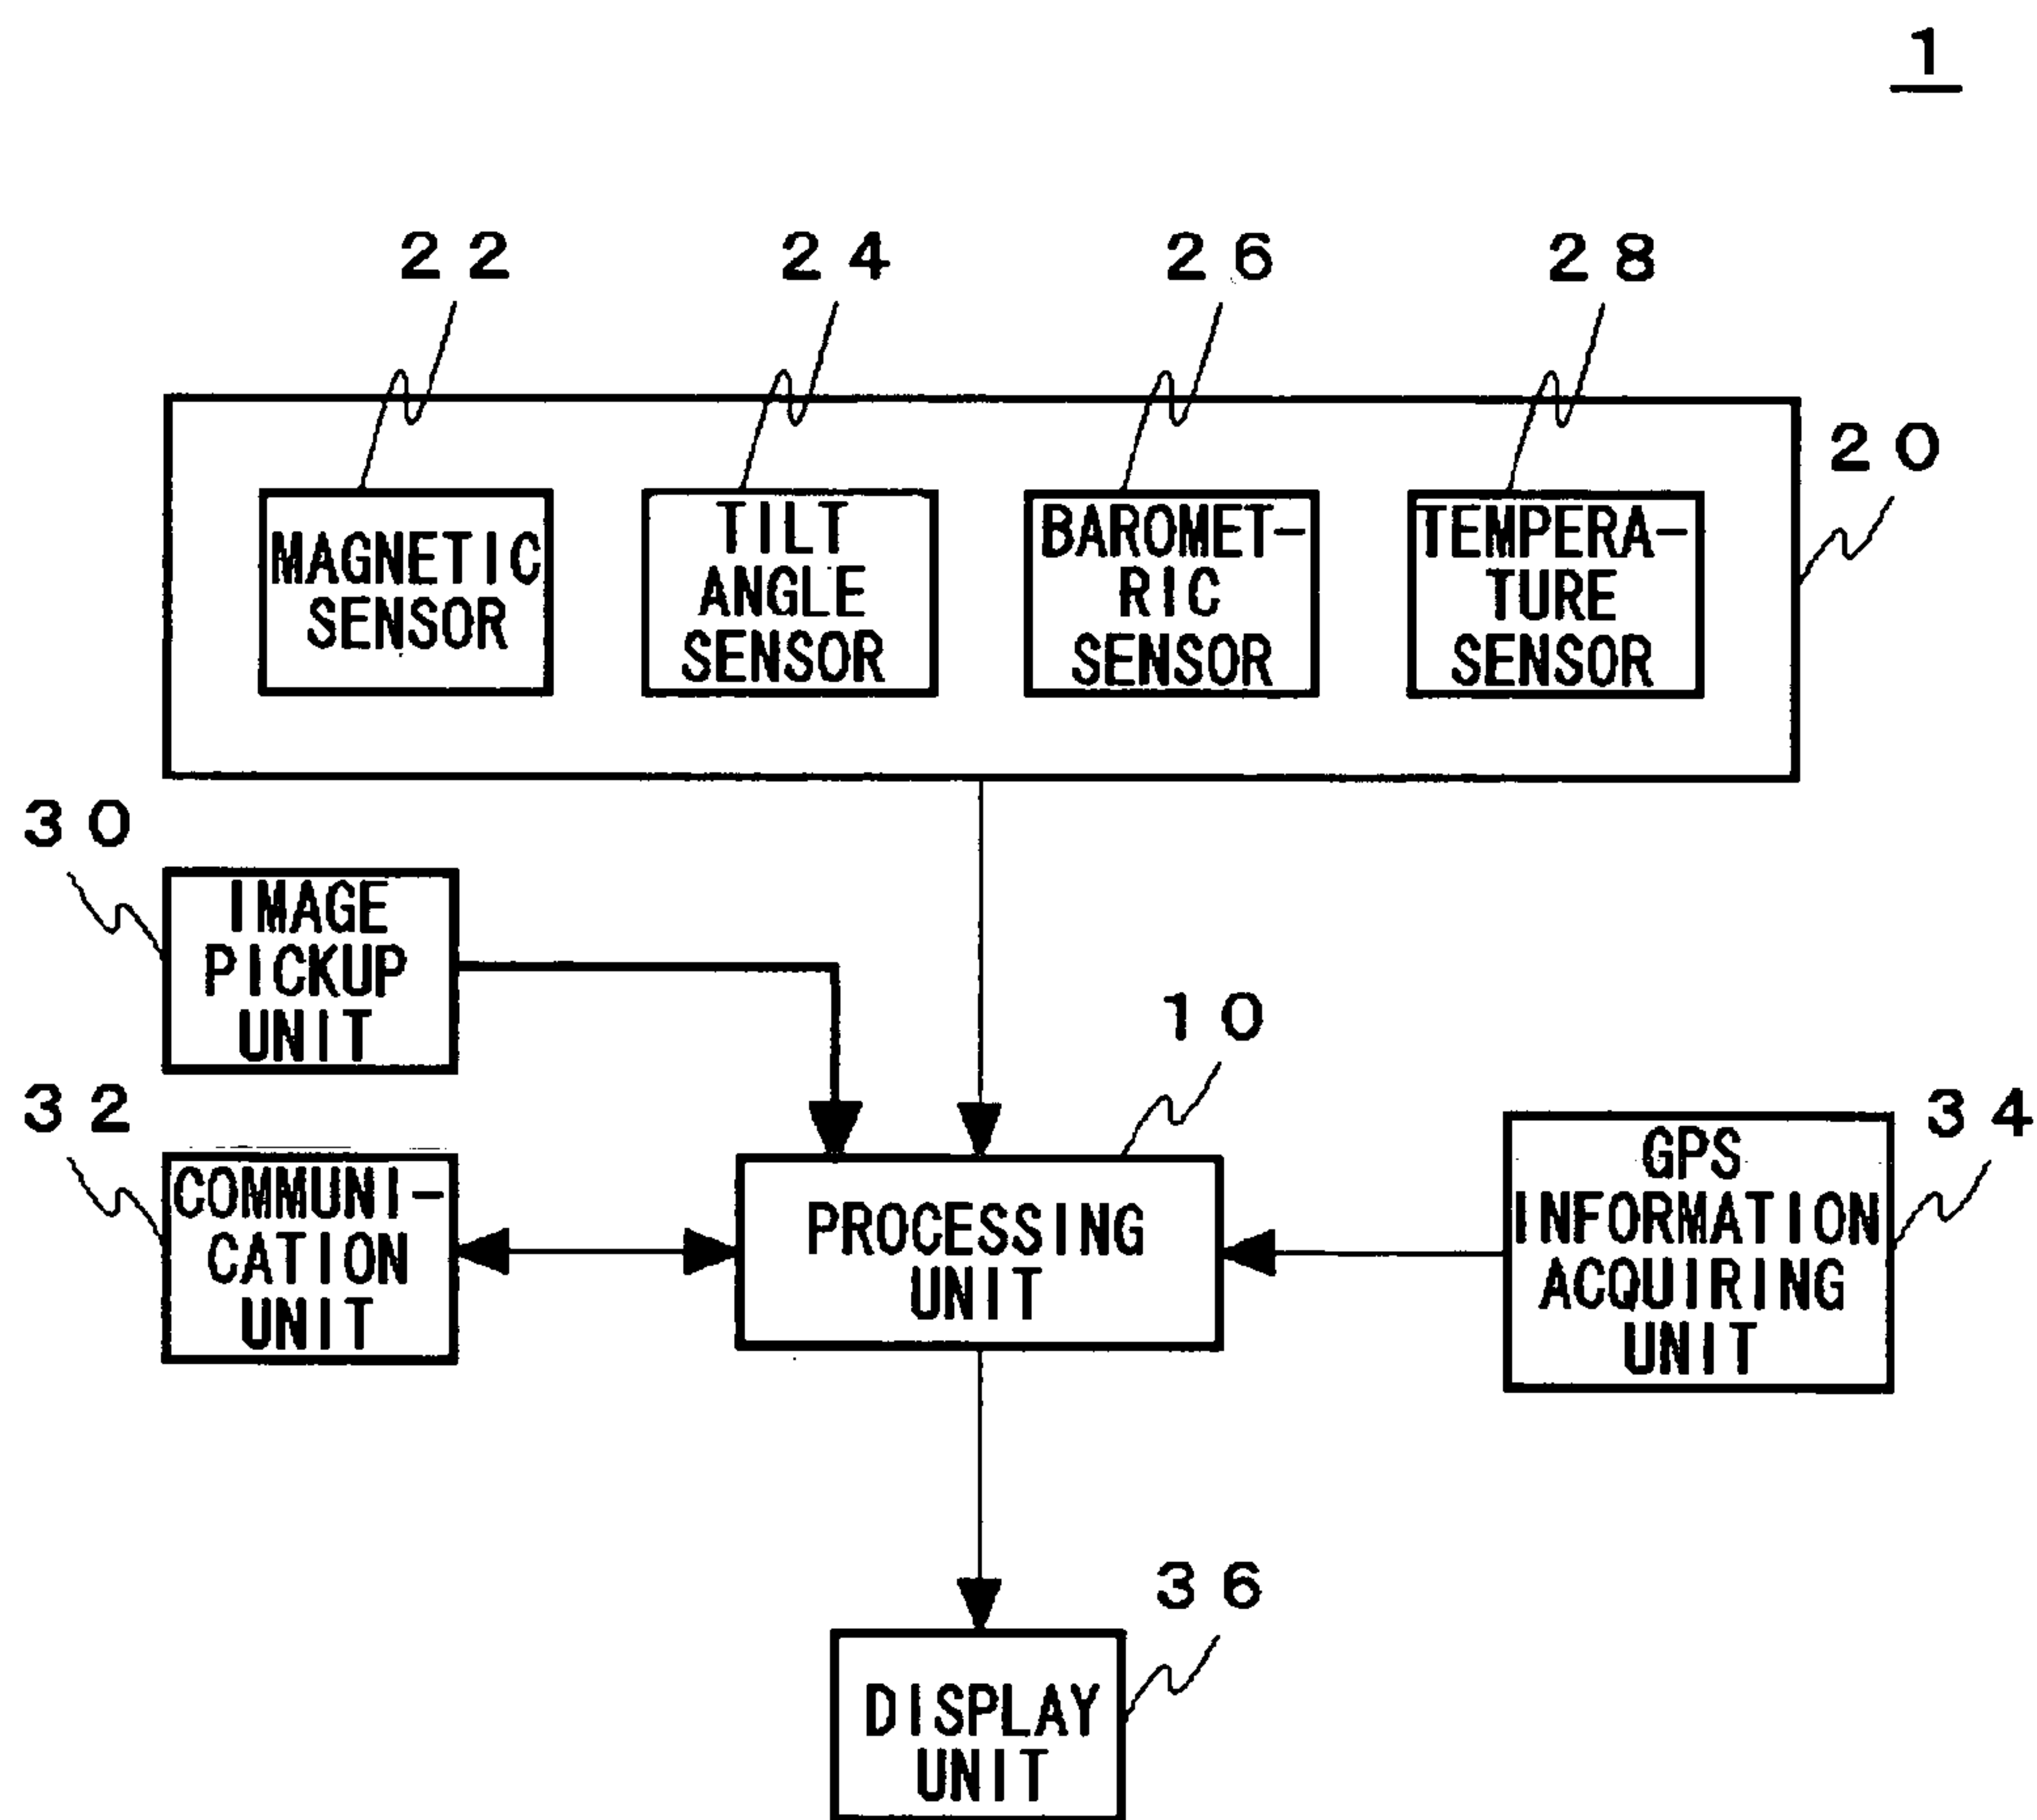 1
22
24
26
28
20
MAGNETIC
SENSOR
TILT
ANGLE
SENSOR
BAROMET-
RIC
SENSOR
TEMPERA-
TURE
SENSOR
30
IMAGE
PICKUP
UNIT
10
32
COMMUNI-
CATION
UNIT
PROCESSING
UNIT
34
GPS
INFORMATION
ACQUIRING
UNIT
36
DISPLAY
UNIT